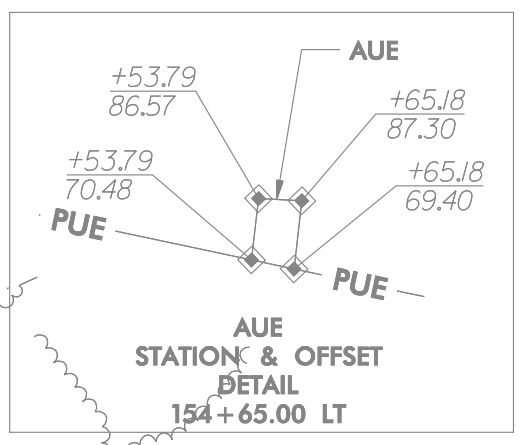 AUE
+53.79
86.57
+65.18
87.30
+53.79
70.48
+65.18
69.40
PUE
PUE
AUE
STATION & OFFSET
DETAIL
154+65.00 LT